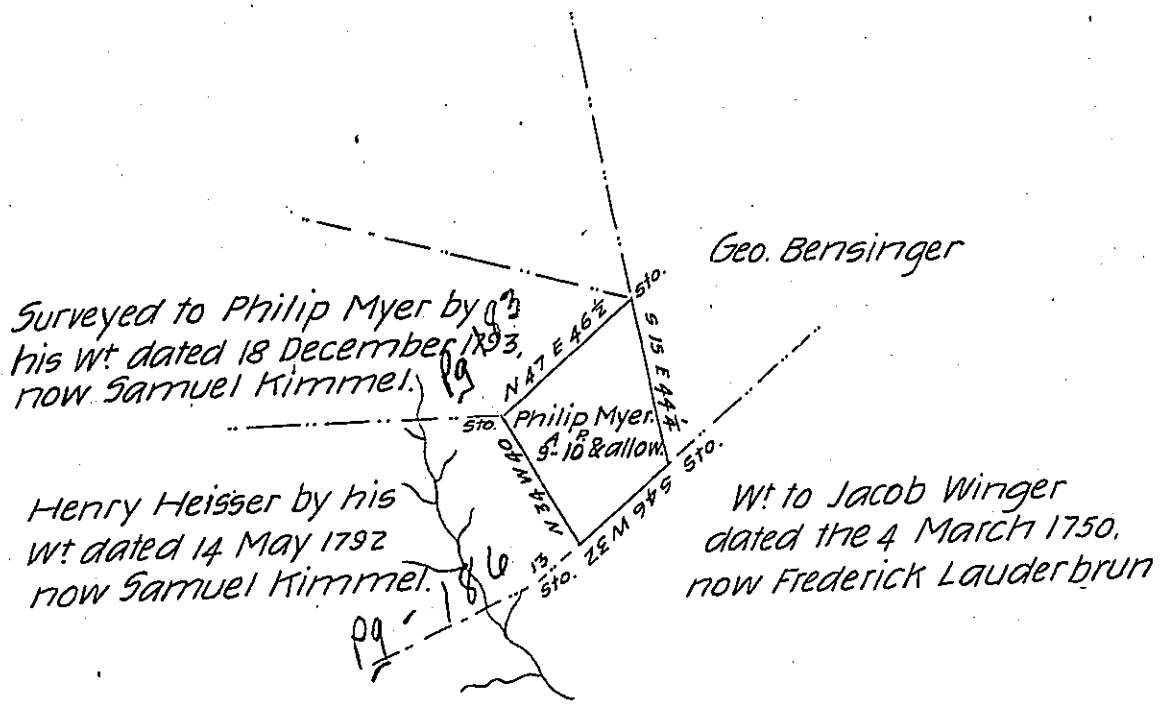 Geo. Bensinger
Surveyed to Philip Myer by
his Wt dated 18 December 1793,
now Samuel Kimmel.
Pg 183
Sto.
N 47 E 46½
S 15 E 44¼
Sto.
Philip Myer.
A P
9-10 & allow.
Sto.
N 34 W 40
S 46 W 32
Henry Heisser by his
Wt dated 14 May 1792
now Samuel Kimmel.
13
Sto.
Pg 186
Wt to Jacob Winger
dated the 4 March 1750,
now Frederick Lauderbrun